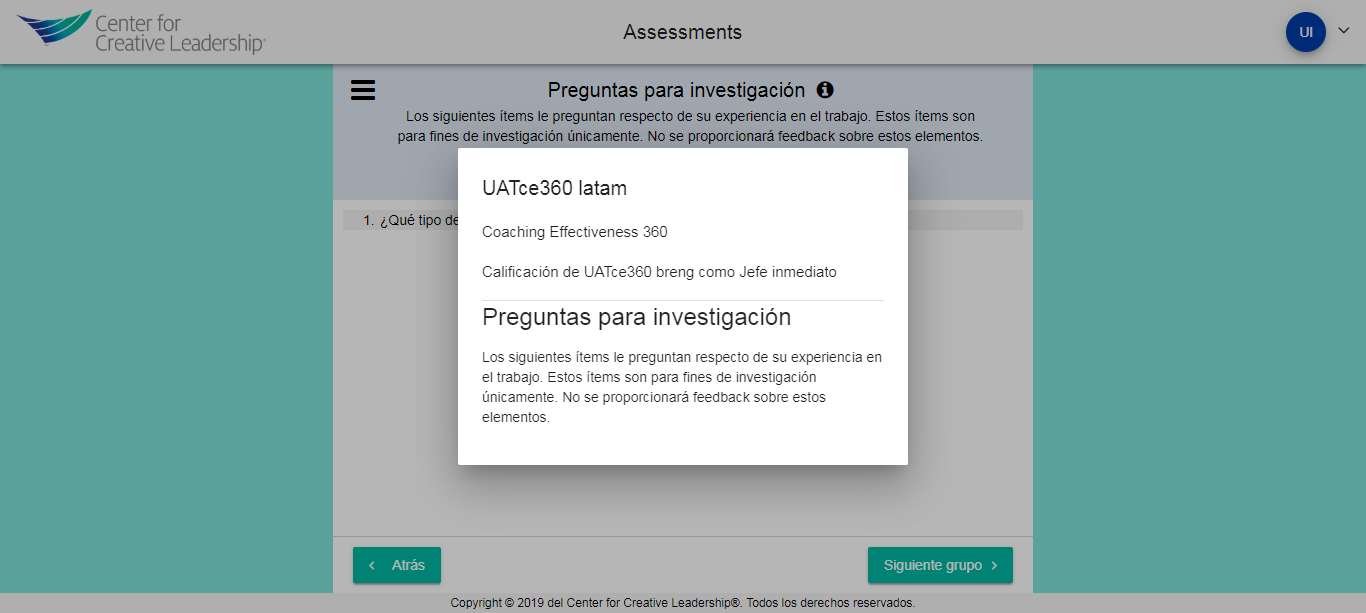 Center for
Creative Leadership®
Assessments
UI
Preguntas para investigación
Los siguientes ítems le preguntan respecto de su experiencia en el trabajo. Estos ítems son
para fines de investigación únicamente. No se proporcionará feedback sobre estos elementos.
UATce360 latam
Coaching Effectiveness 360
Calificación de UATce360 breng como Jefe inmediato
Preguntas para investigación
Los siguientes ítems le preguntan respecto de su experiencia en
el trabajo. Estos ítems son para fines de investigación
únicamente. No se proporcionará feedback sobre estos
elementos.
1. ¿Qué tipo de
Atrás
Siguiente grupo
Copyright © 2019 del Center for Creative Leadership®. Todos los derechos reservados.